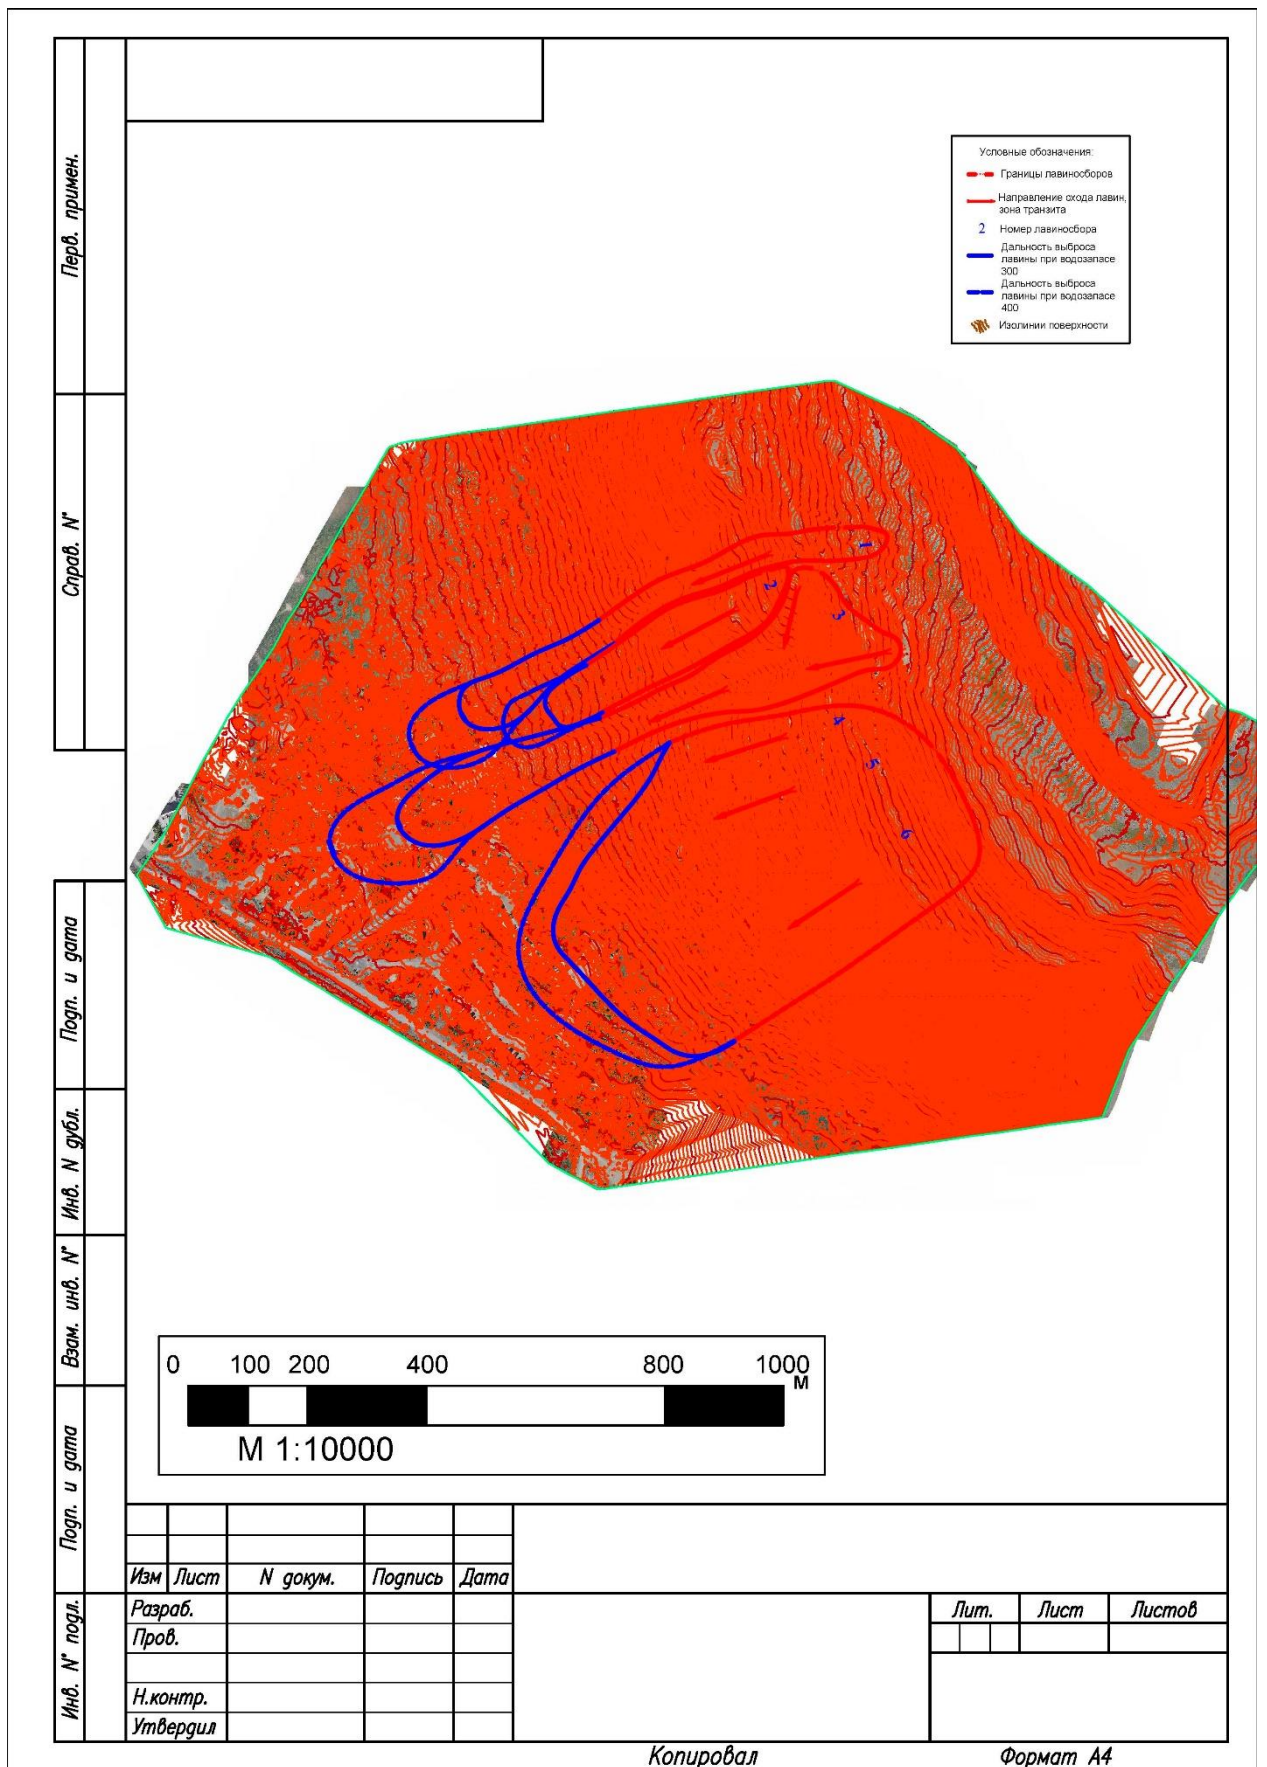 Перв. примен.
Справ. N°
Подп. и дата
Инв. N дубл.
Взам. инв. N°
Подп. и дата
Инв. N° подл.
Условные обозначения:
Границы лавиносборов
Направление схода лавин,
зона транзита
2 Номер лавиносбора
Дальность выброса
лавины при водозапасе
300
Дальность выброса
лавины при водозапасе
400
Изолинии поверхности
1
2
3
4
5
6
0 100 200 400 800 1000
М
М 1:10000
Изм Лист N докум. Подпись Дата
Разраб.
Пров.
Н.контр.
Утвердил
Лит. Лист Листов
Копировал Формат А4